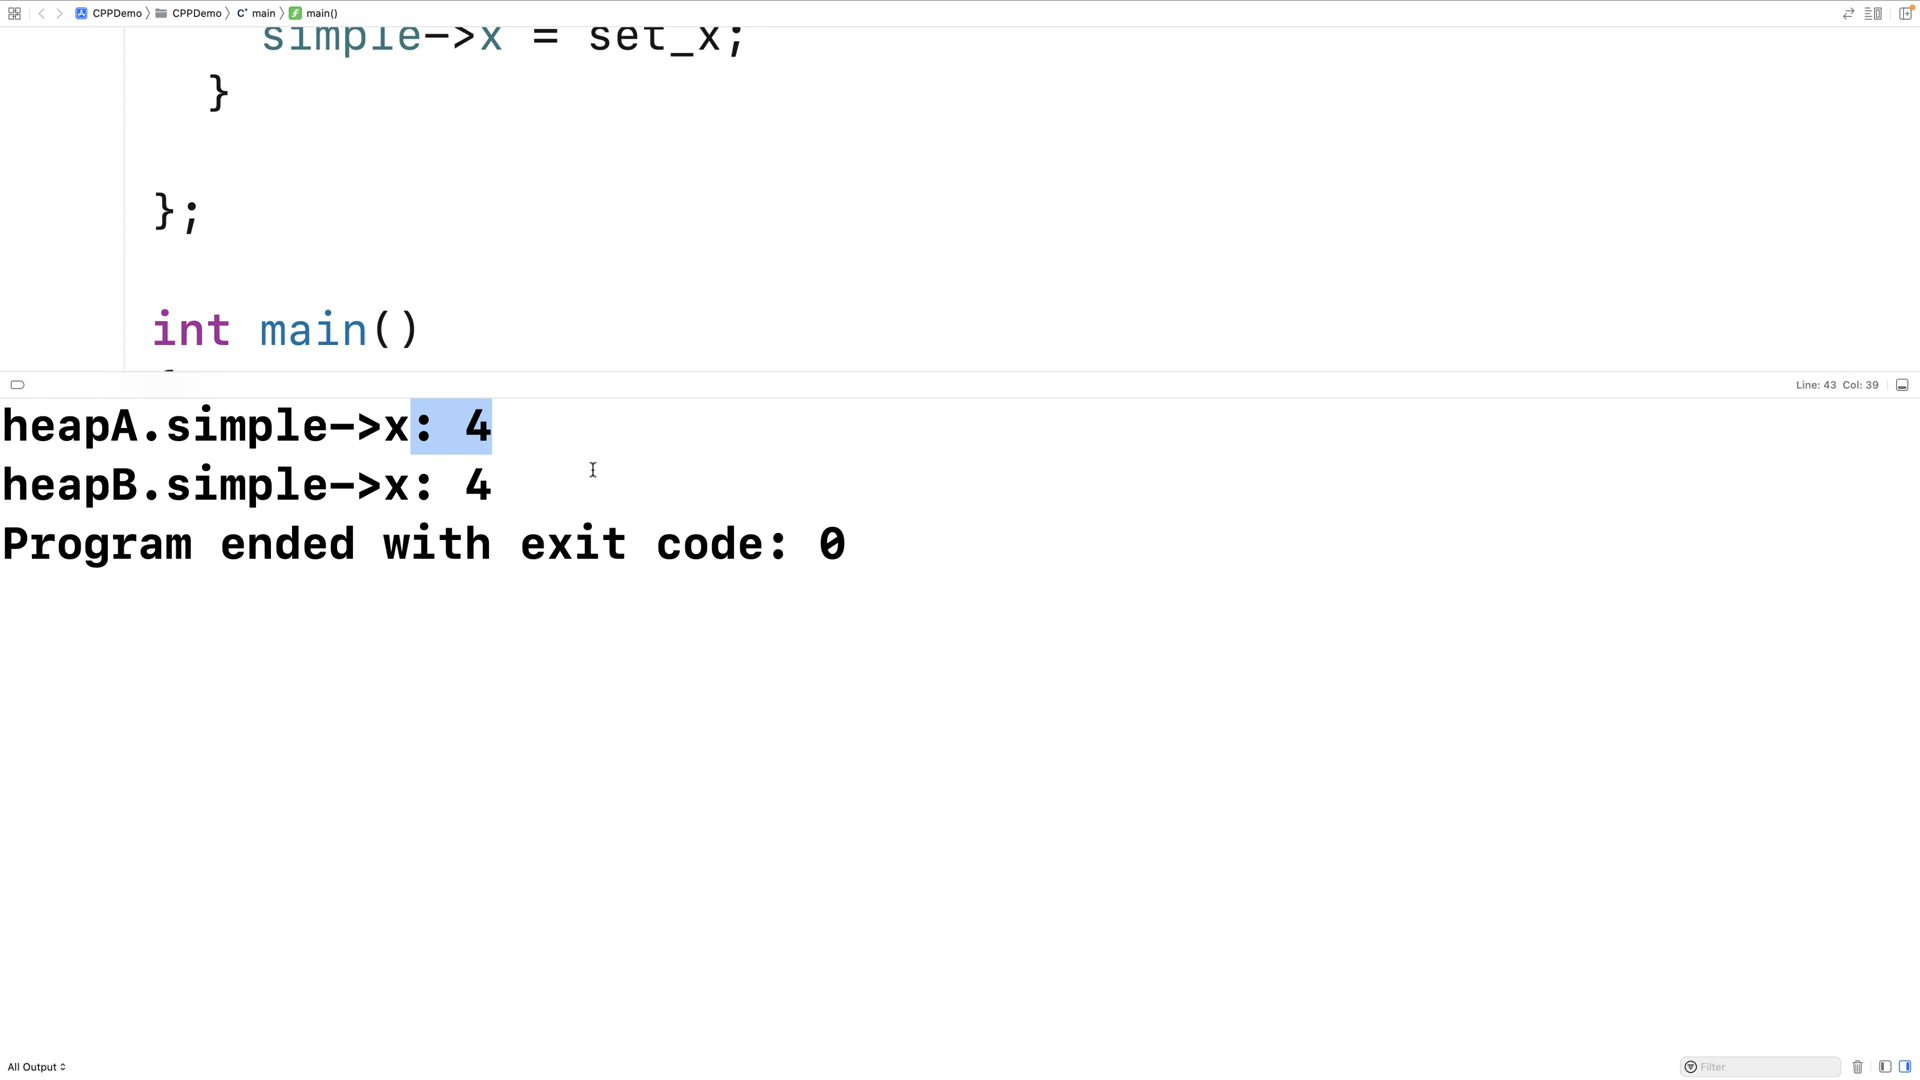 CPPDemo 〉 CPPDemo 〉 C⁺ main 〉 f main()
simple->x = set_x;
}
};
int main()
Line: 43 Col: 39
heapA.simple->x: 4
heapB.simple->x: 4
Program ended with exit code: 0
All Output
Filter